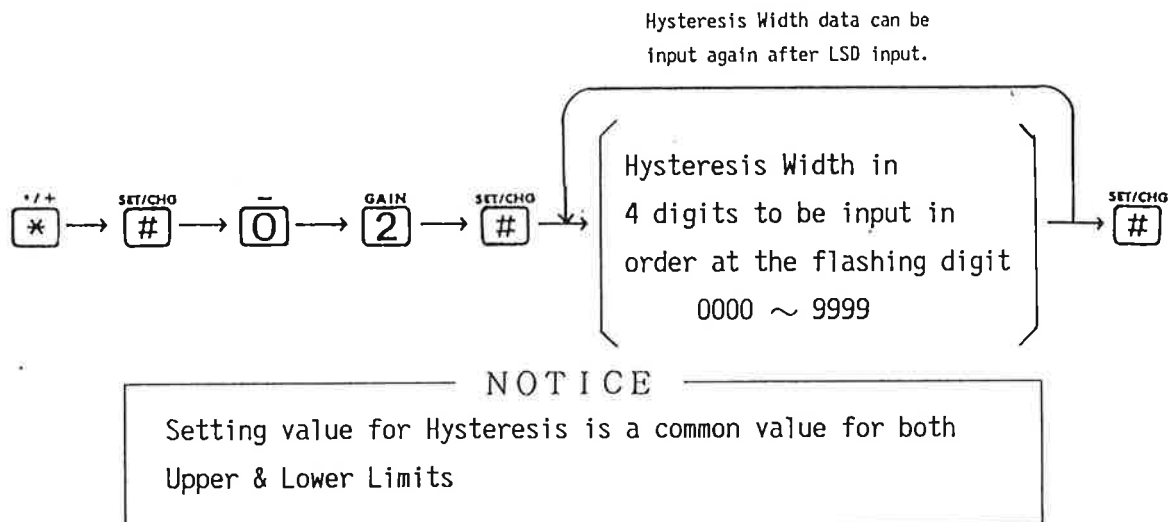 Hysteresis Width data can be
input again after LSD input.
Hysteresis Width in
4 digits to be input in
order at the flashing digit
0000 ～ 9999
·/+ SET/CHG — GAIN SET/CHG SET/CHG
* → # → 0 → 2 → # → → #
NOTICE
Setting value for Hysteresis is a common value for both
Upper & Lower Limits